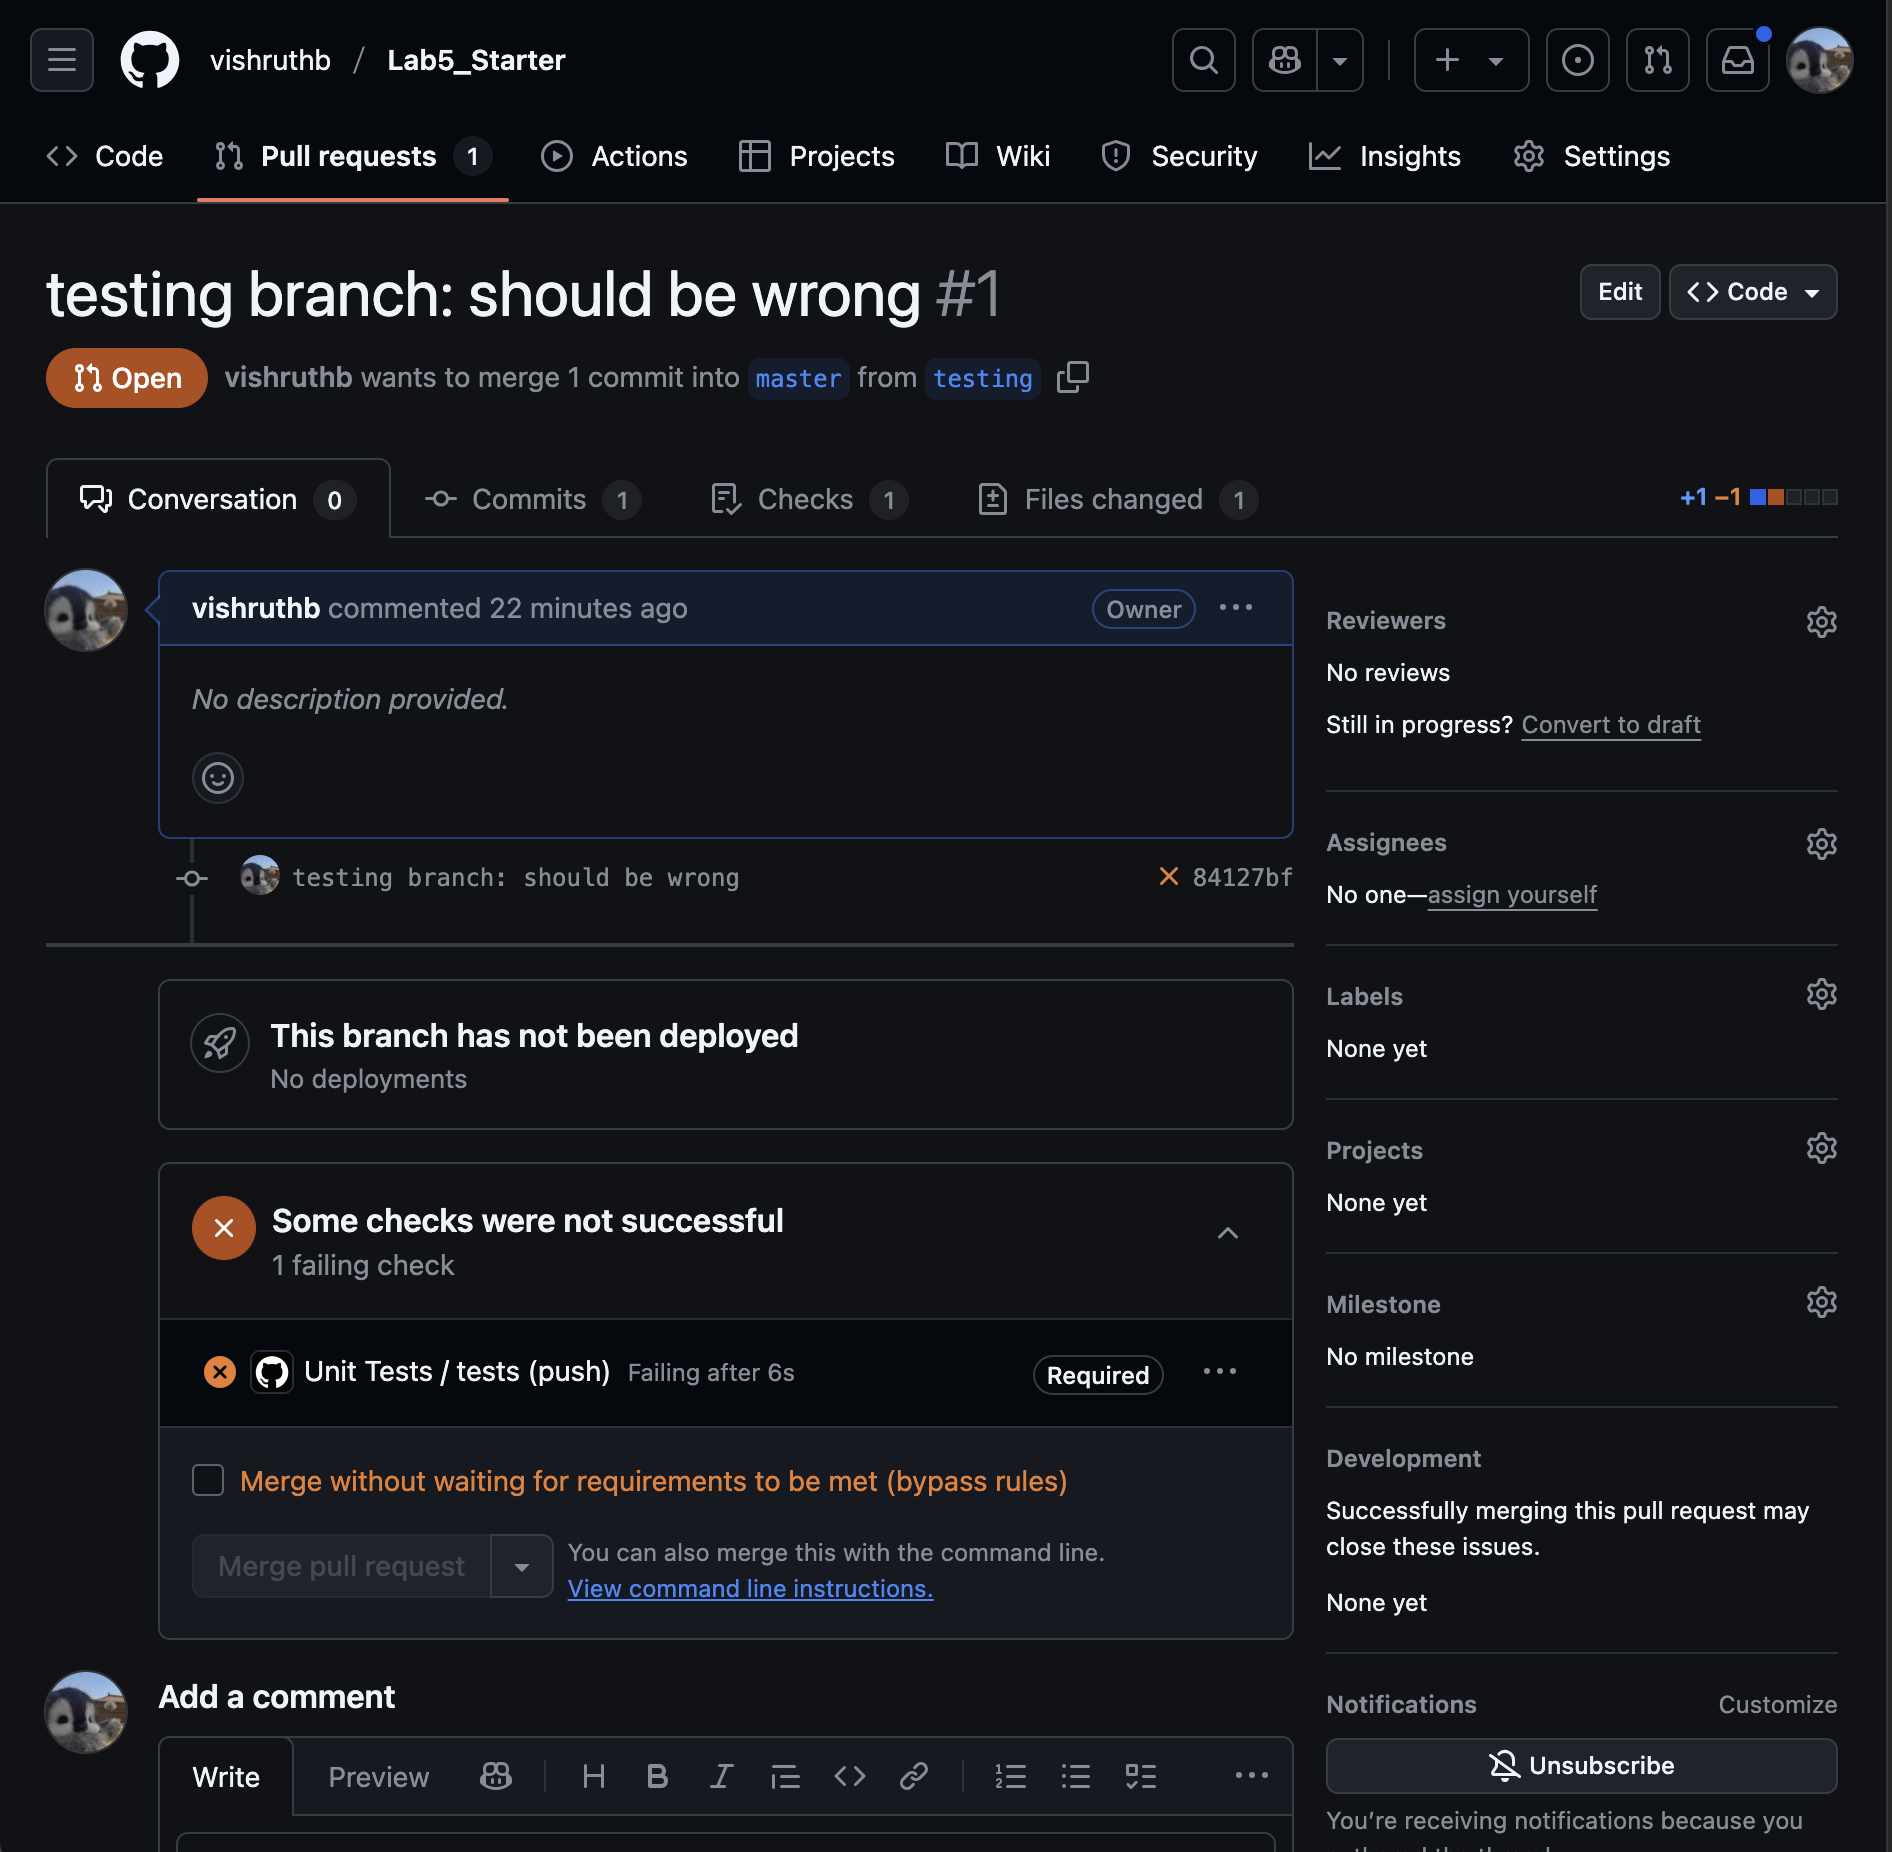 vishruthb / Lab5_Starter
Code
Pull requests 1
Actions
Projects
Wiki
Security
Insights
Settings
testing branch: should be wrong #1
Edit
Code
Open
vishruthb wants to merge 1 commit into master from testing
Conversation 0
Commits 1
Checks 1
Files changed 1
+1 −1
vishruthb commented 22 minutes ago
Owner
No description provided.
testing branch: should be wrong
84127bf
This branch has not been deployed
No deployments
Some checks were not successful
1 failing check
Unit Tests / tests (push) Failing after 6s
Required
Merge without waiting for requirements to be met (bypass rules)
Merge pull request
You can also merge this with the command line.
View command line instructions.
Add a comment
Write
Preview
Reviewers
No reviews
Still in progress? Convert to draft
Assignees
No one—assign yourself
Labels
None yet
Projects
None yet
Milestone
No milestone
Development
Successfully merging this pull request may
close these issues.
None yet
Notifications
Customize
Unsubscribe
You're receiving notifications because you